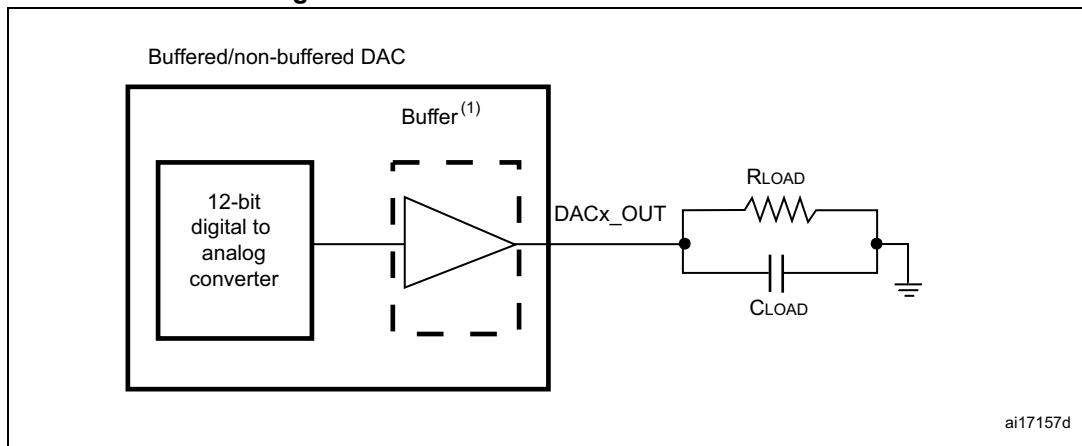 Buffered/non-buffered DAC
Buffer(1)
12-bit
digital to
analog
converter
DACx_OUT
RLOAD
CLOAD
ai17157d